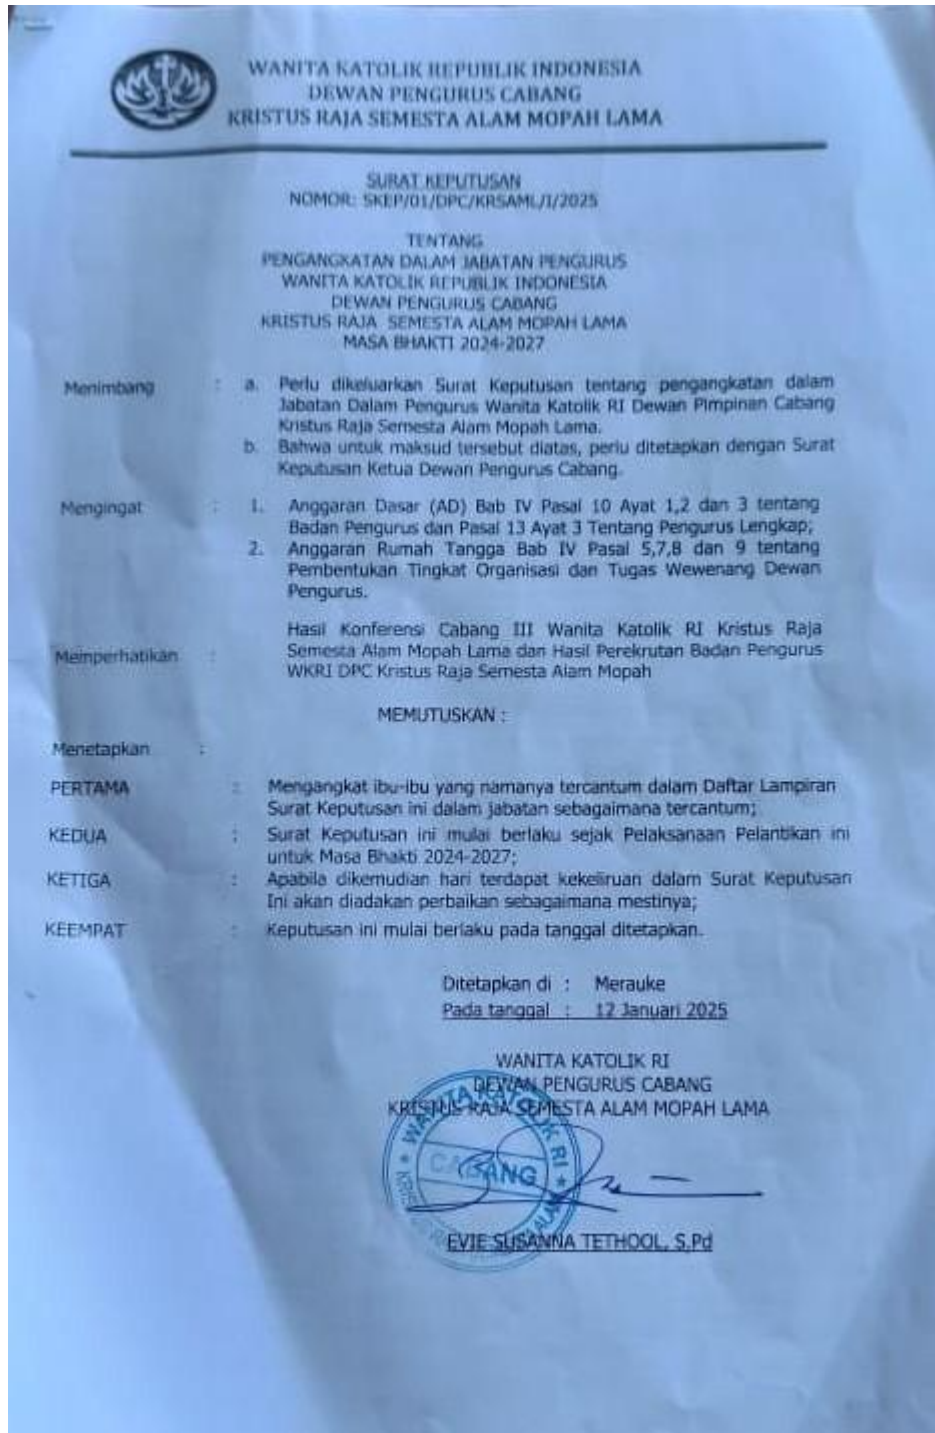 WANITA KATOLIK REPUBLIK INDONESIA
DEWAN PENGURUS CABANG
KRISTUS RAJA SEMESTA ALAM MOPAH LAMA
SURAT KEPUTUSAN
NOMOR: SKEP/01/DPC/KRSAML/I/2025
TENTANG
PENGANGKATAN DALAM JABATAN PENGURUS
WANITA KATOLIK REPUBLIK INDONESIA
DEWAN PENGURUS CABANG
KRISTUS RAJA SEMESTA ALAM MOPAH LAMA
MASA BHAKTI 2024-2027
Menimbang : a. Perlu dikeluarkan Surat Keputusan tentang pengangkatan dalam
Jabatan Dalam Pengurus Wanita Katolik RI Dewan Pimpinan Cabang
Kristus Raja Semesta Alam Mopah Lama.
b. Bahwa untuk maksud tersebut diatas, perlu ditetapkan dengan Surat
Keputusan Ketua Dewan Pengurus Cabang.
Mengingat : 1. Anggaran Dasar (AD) Bab IV Pasal 10 Ayat 1,2 dan 3 tentang
Badan Pengurus dan Pasal 13 Ayat 3 Tentang Pengurus Lengkap;
2. Anggaran Rumah Tangga Bab IV Pasal 5,7,8 dan 9 tentang
Pembentukan Tingkat Organisasi dan Tugas Wewenang Dewan
Pengurus.
Hasil Konferensi Cabang III Wanita Katolik RI Kristus Raja
Memperhatikan : Semesta Alam Mopah Lama dan Hasil Perekrutan Badan Pengurus
WKRI DPC Kristus Raja Semesta Alam Mopah
MEMUTUSKAN :
Menetapkan :
PERTAMA : Mengangkat ibu-ibu yang namanya tercantum dalam Daftar Lampiran
Surat Keputusan ini dalam jabatan sebagaimana tercantum;
KEDUA : Surat Keputusan ini mulai berlaku sejak Pelaksanaan Pelantikan ini
untuk Masa Bhakti 2024-2027;
KETIGA : Apabila dikemudian hari terdapat kekeliruan dalam Surat Keputusan
Ini akan diadakan perbaikan sebagaimana mestinya;
KEEMPAT : Keputusan ini mulai berlaku pada tanggal ditetapkan.
Ditetapkan di : Merauke
Pada tanggal : 12 Januari 2025
WANITA KATOLIK RI
DEWAN PENGURUS CABANG
KRISTUS RAJA SEMESTA ALAM MOPAH LAMA
WANITA KATOLIK RI
CABANG
EVIE SUSANNA TETHOOL, S,Pd